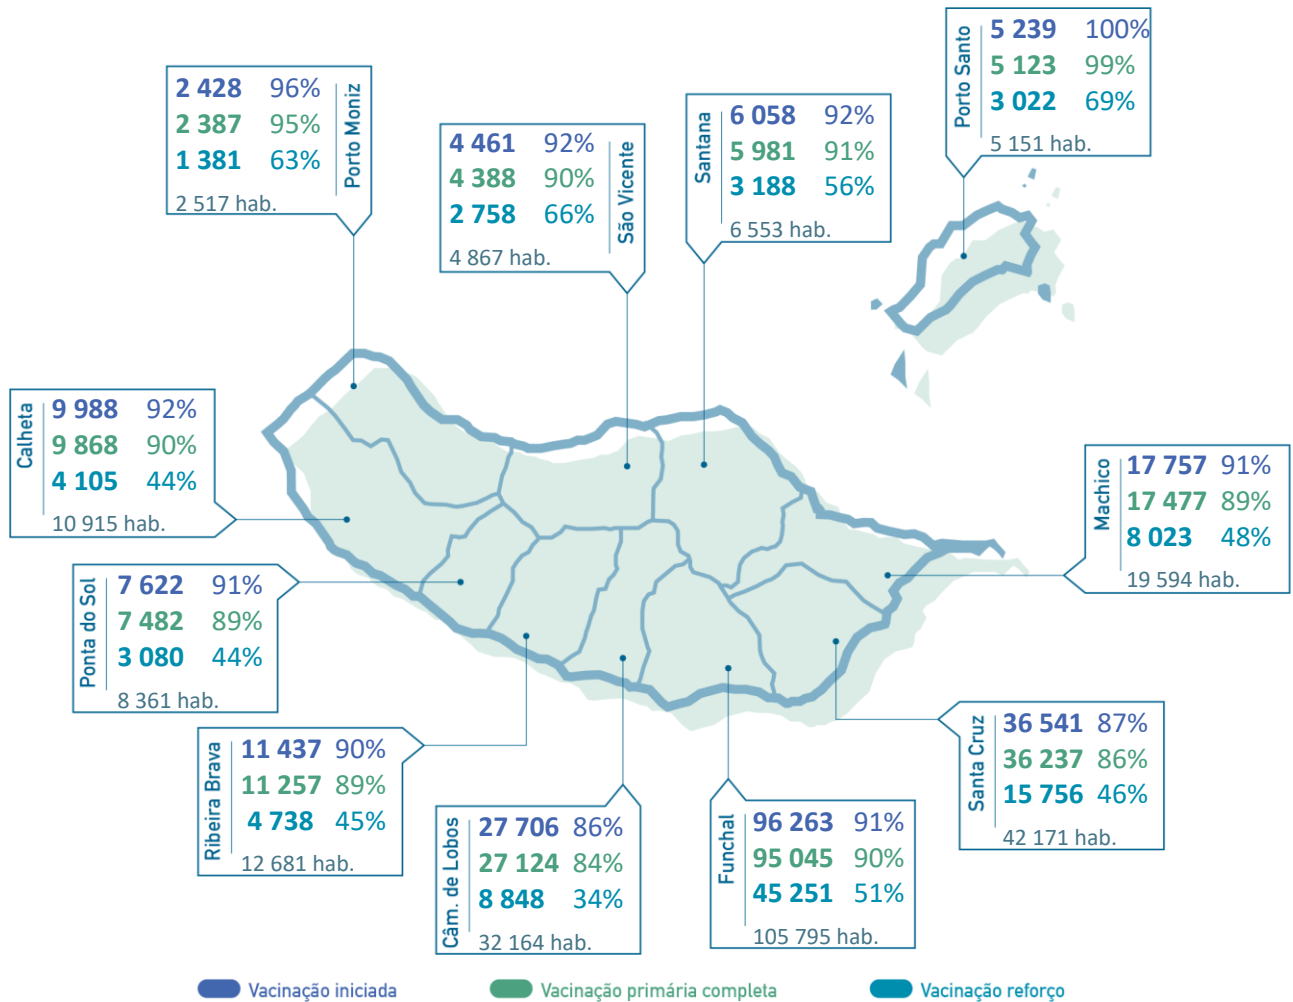 Porto Santo
5 239 100%
5 123 99%
3 022 69%
5 151 hab.
Porto Moniz
2 428 96%
2 387 95%
1 381 63%
2 517 hab.
Santana
6 058 92%
5 981 91%
3 188 56%
6 553 hab.
São Vicente
4 461 92%
4 388 90%
2 758 66%
4 867 hab.
Calheta
9 988 92%
9 868 90%
4 105 44%
10 915 hab.
Machico
17 757 91%
17 477 89%
8 023 48%
19 594 hab.
Ponta do Sol
7 622 91%
7 482 89%
3 080 44%
8 361 hab.
Santa Cruz
36 541 87%
36 237 86%
15 756 46%
42 171 hab.
Ribeira Brava
11 437 90%
11 257 89%
4 738 45%
12 681 hab.
Câm. de Lobos
27 706 86%
27 124 84%
8 848 34%
32 164 hab.
Funchal
96 263 91%
95 045 90%
45 251 51%
105 795 hab.
Vacinação iniciada
Vacinação primária completa
Vacinação reforço